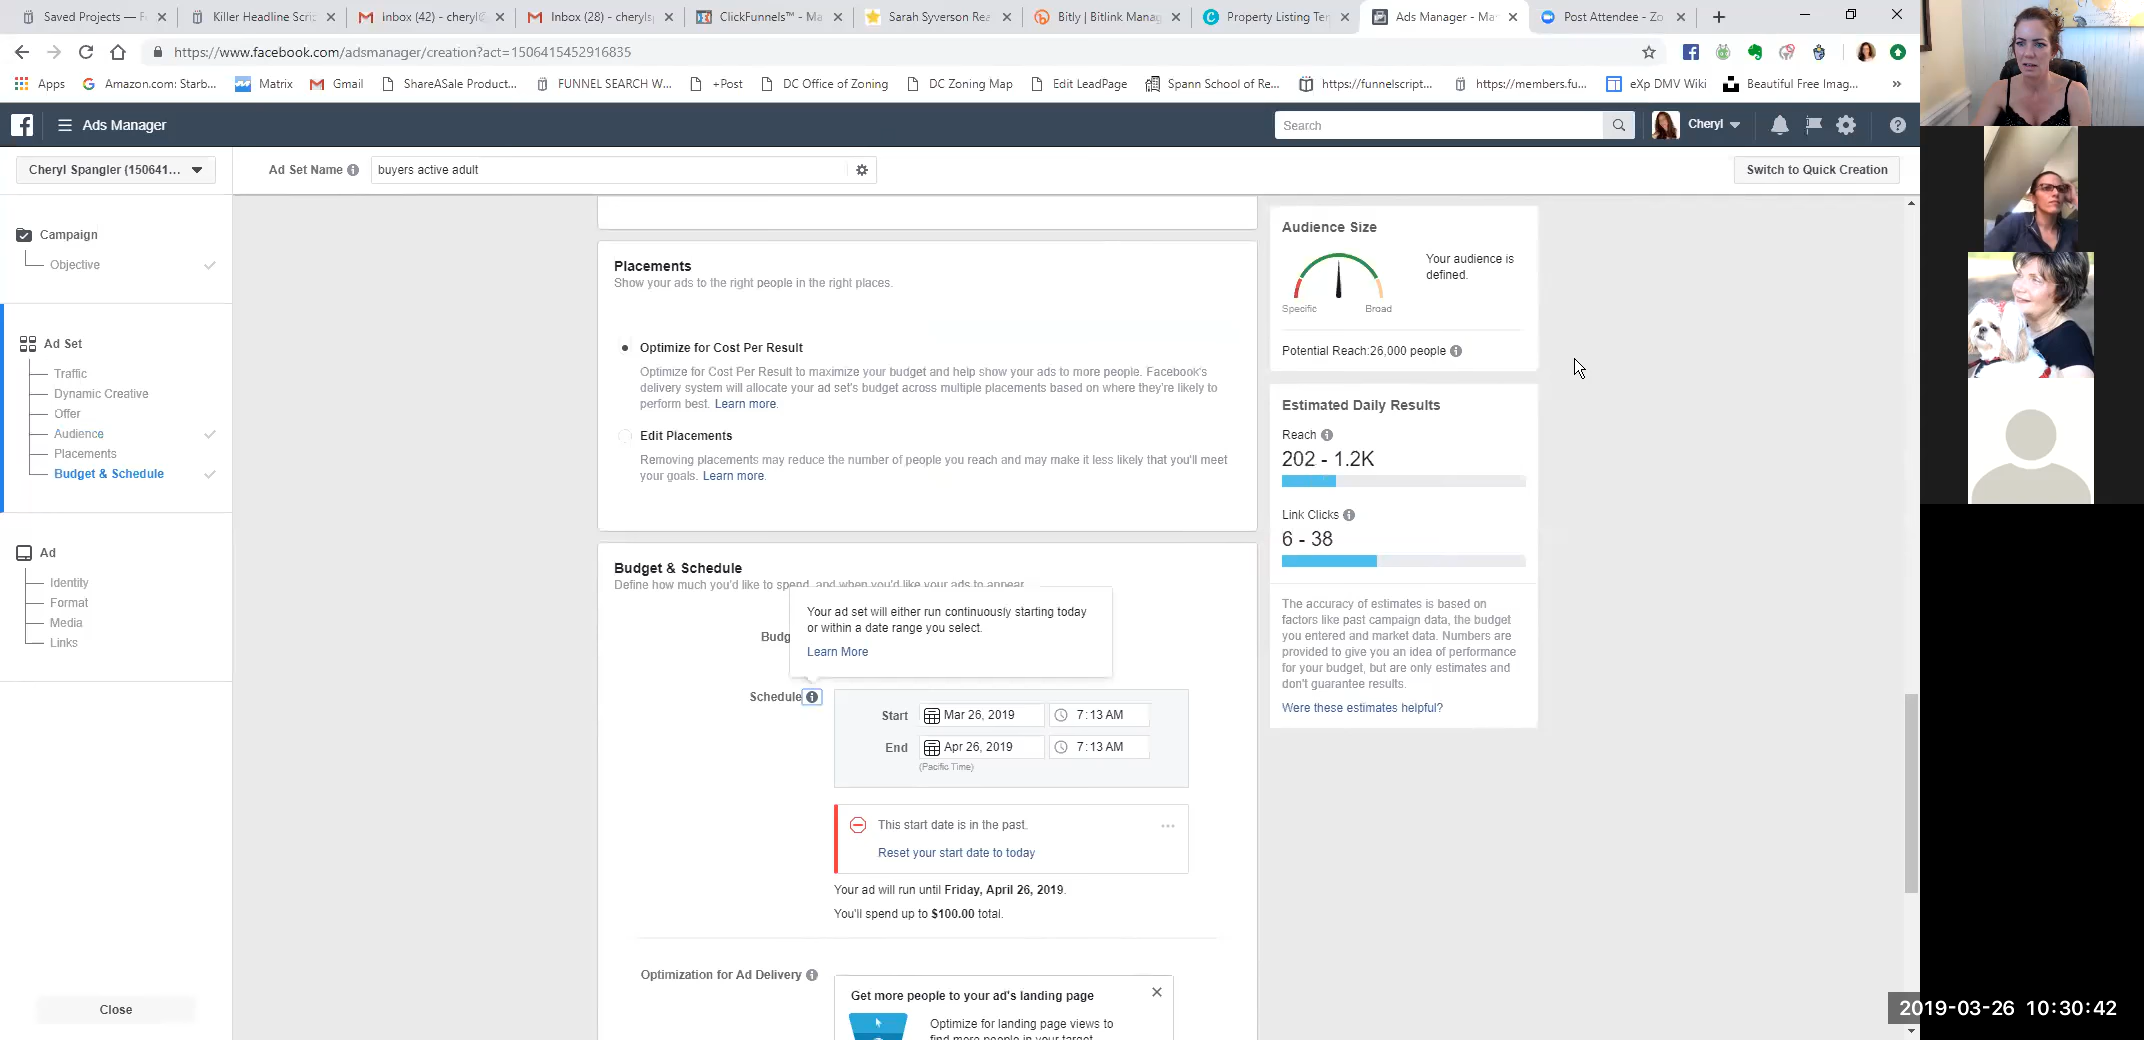 Saved Projects — F
Killer Headline Scri
Inbox (42) - cheryl@
Inbox (28) - cheryls
ClickFunnels™ - Ma
Sarah Syverson Rea
Bitly | Bitlink Manag
Property Listing Ter
Ads Manager - Ma
Post Attendee - Zo
https://www.facebook.com/adsmanager/creation?act=1506415452916835
Apps
Amazon.com: Starb...
Matrix
Gmail
ShareASale Product...
FUNNEL SEARCH W...
+Post
DC Office of Zoning
DC Zoning Map
Edit LeadPage
Spann School of Re...
https://funnelscript...
https://members.fu...
eXp DMV Wiki
Beautiful Free Imag...
»
Ads Manager
Search
Cheryl
Cheryl Spangler (150641...
Ad Set Name
buyers active adult
Switch to Quick Creation
Campaign
Objective
Ad Set
Traffic
Dynamic Creative
Offer
Audience
Placements
Budget & Schedule
Ad
Identity
Format
Media
Links
Close
Placements
Show your ads to the right people in the right places.
Optimize for Cost Per Result
Optimize for Cost Per Result to maximize your budget and help show your ads to more people. Facebook's
delivery system will allocate your ad set's budget across multiple placements based on where they're likely to
perform best. Learn more.
Edit Placements
Removing placements may reduce the number of people you reach and may make it less likely that you'll meet
your goals. Learn more.
Budget & Schedule
Define how much you'd like to spend, and when you'd like your ads to appear.
Your ad set will either run continuously starting today
or within a date range you select.
Learn More
Budg
Schedule
Start
Mar 26, 2019
7:13 AM
End
Apr 26, 2019
7:13 AM
(Pacific Time)
This start date is in the past.
Reset your start date to today
Your ad will run until Friday, April 26, 2019.
You'll spend up to $100.00 total.
Optimization for Ad Delivery
Get more people to your ad's landing page
Optimize for landing page views to
find more people in your target
Audience Size
Your audience is
defined.
Specific
Broad
Potential Reach:26,000 people
Estimated Daily Results
Reach
202 - 1.2K
Link Clicks
6 - 38
The accuracy of estimates is based on
factors like past campaign data, the budget
you entered and market data. Numbers are
provided to give you an idea of performance
for your budget, but are only estimates and
don't guarantee results.
Were these estimates helpful?
2019-03-26 10:30:42